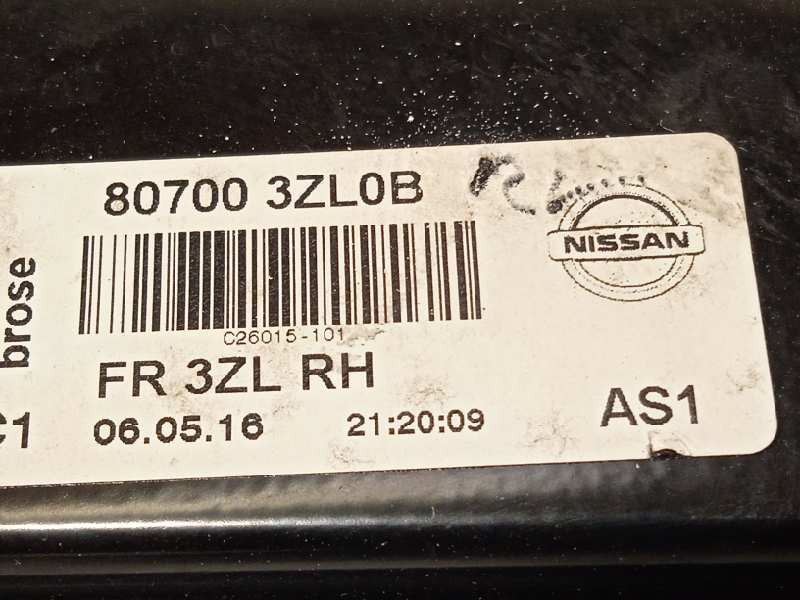 80700 3ZL0B
NISSAN
brose
C26015-101
FR 3ZL RH
C1
06.05.16
21:20:09
AS1